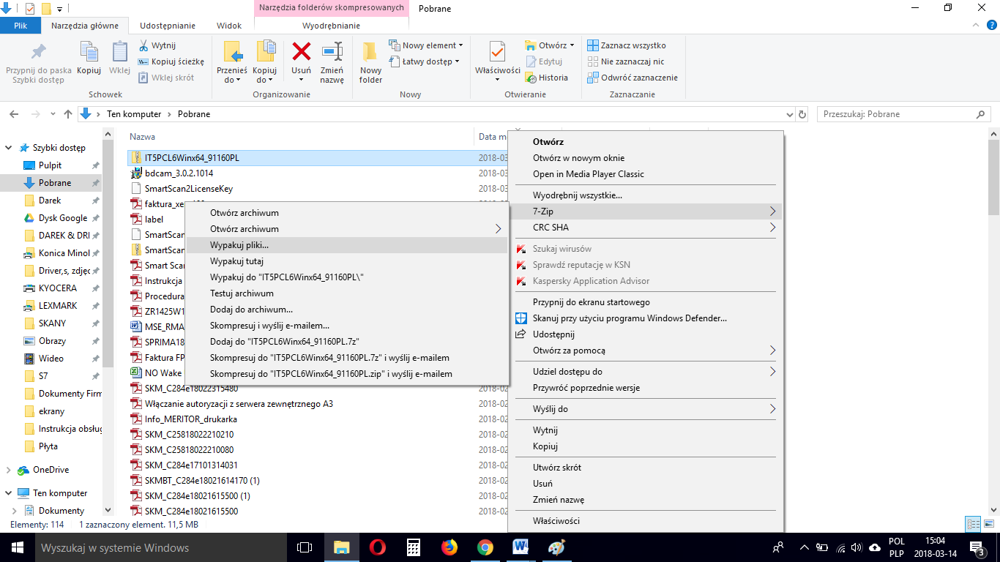 Narzędzia folderów skompresowanych
Pobrane
Plik
Narzędzia główne
Udostępnianie
Widok
Wyodrębnianie
Przypnij do paska
Szybki dostęp
Kopiuj
Wklej
Wytnij
Kopiuj ścieżkę
Wklej skrót
Schowek
Przenieś
do
Kopiuj
do
Usuń
Zmień
nazwę
Organizowanie
Nowy
folder
Nowy element
Łatwy dostęp
Nowy
Właściwości
Otwórz
Edytuj
Historia
Otwieranie
Zaznacz wszystko
Nie zaznaczaj nic
Odwróć zaznaczenie
Zaznaczanie
Ten komputer
Pobrane
Przeszukaj: Pobrane
Szybki dostęp
Pulpit
Pobrane
Darek
Dysk Google
DAREK & DRI
Konica Minol
Driver,s, zdjęc
KYOCERA
LEXMARK
SKANY
Obrazy
Wideo
S7
Dokumenty Firm
ekrany
Instrukcja obsług
Płyta
OneDrive
Ten komputer
Dokumenty
Nazwa
Data m
IT5PCL6Winx64_91160PL 2018-03
bdcam_3.0.2.1014 2018-03
SmartScan2LicenseKey 2018-03
faktura_xe
label
SmartScan
SmartScan
Smart Scan
Instrukcja
Procedura
ZR1425W1
MSE_RMA
SPRIMA18
Faktura FP
NO Wake
SKM_C284e18022315480 2018-02
Włączanie autoryzacji z serwera zewnętrznego A3 2018-02
Info_MERITOR_drukarka 2018-02
SKM_C25818022210210 2018-02
SKM_C25818022210080 2018-02
SKM_C284e17101314031 2018-02
SKMBT_C284e18021614170 (1) 2018-02
SKM_C284e18021615500 (1) 2018-02
SKM_C284e18021615500 2018-02
Otwórz archiwum
Otwórz archiwum
Wypakuj pliki...
Wypakuj tutaj
Wypakuj do "IT5PCL6Winx64_91160PL\"
Testuj archiwum
Dodaj do archiwum...
Skompresuj i wyślij e-mailem...
Dodaj do "IT5PCL6Winx64_91160PL.7z"
Skompresuj do "IT5PCL6Winx64_91160PL.7z" i wyślij e-mailem
Skompresuj do "IT5PCL6Winx64_91160PL.zip" i wyślij e-mailem
Otwórz
Otwórz w nowym oknie
Open in Media Player Classic
Wyodrębnij wszystkie...
7-Zip
CRC SHA
Szukaj wirusów
Sprawdź reputację w KSN
Kaspersky Application Advisor
Przypnij do ekranu startowego
Skanuj przy użyciu programu Windows Defender...
Udostępnij
Otwórz za pomocą
Udziel dostępu do
Przywróć poprzednie wersje
Wyślij do
Wytnij
Kopiuj
Utwórz skrót
Usuń
Zmień nazwę
Właściwości
Elementy: 114
1 zaznaczony element. 11,5 MB
Wyszukaj w systemie Windows
POL
PLP
15:04
2018-03-14
3